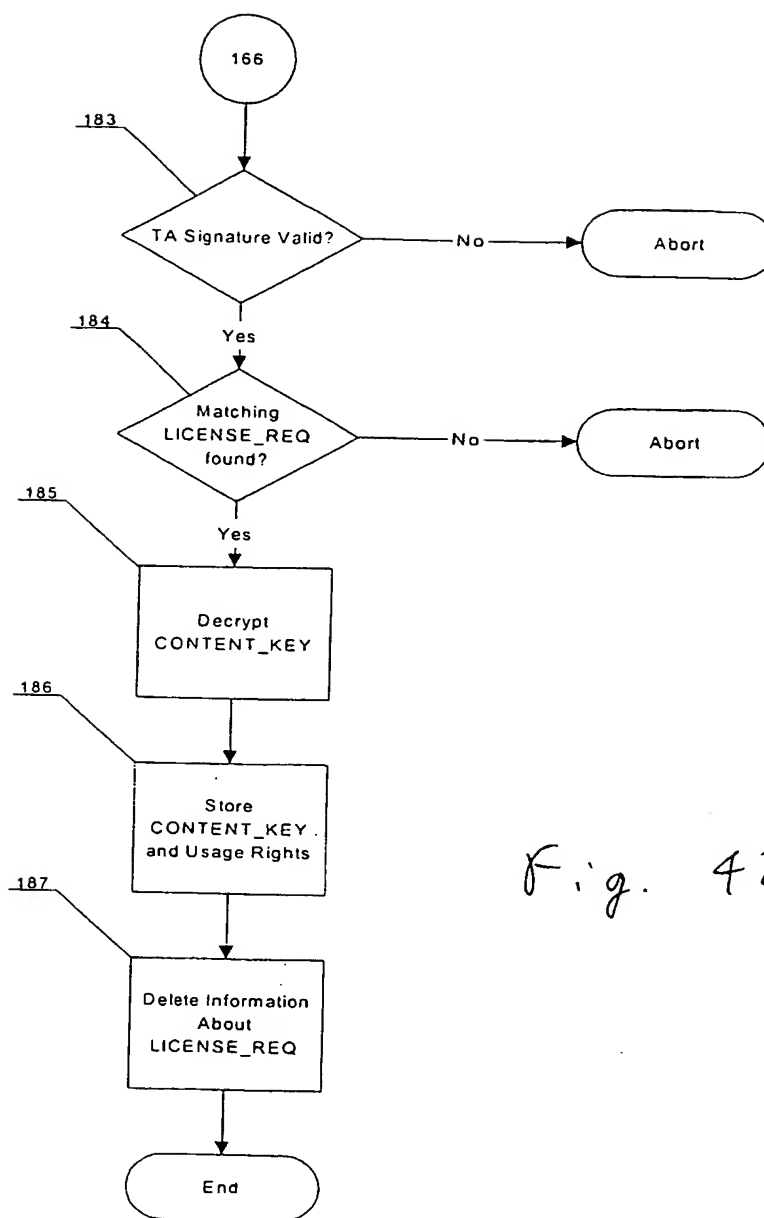 166
183
TA Signature Valid?
No
Abort
Yes
184
Matching
LICENSE_REQ
found?
No
Abort
Yes
185
Decrypt
CONTENT_KEY
186
Store
CONTENT_KEY
and Usage Rights
187
Delete Information
About
LICENSE_REQ
End
Fig.